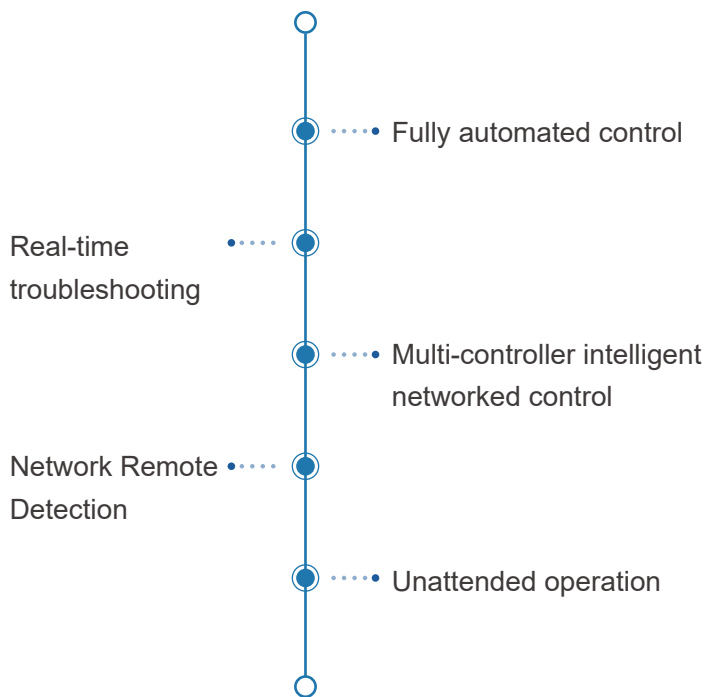 Fully automated control
Real-time
troubleshooting
Multi-controller intelligent
networked control
Network Remote
Detection
Unattended operation